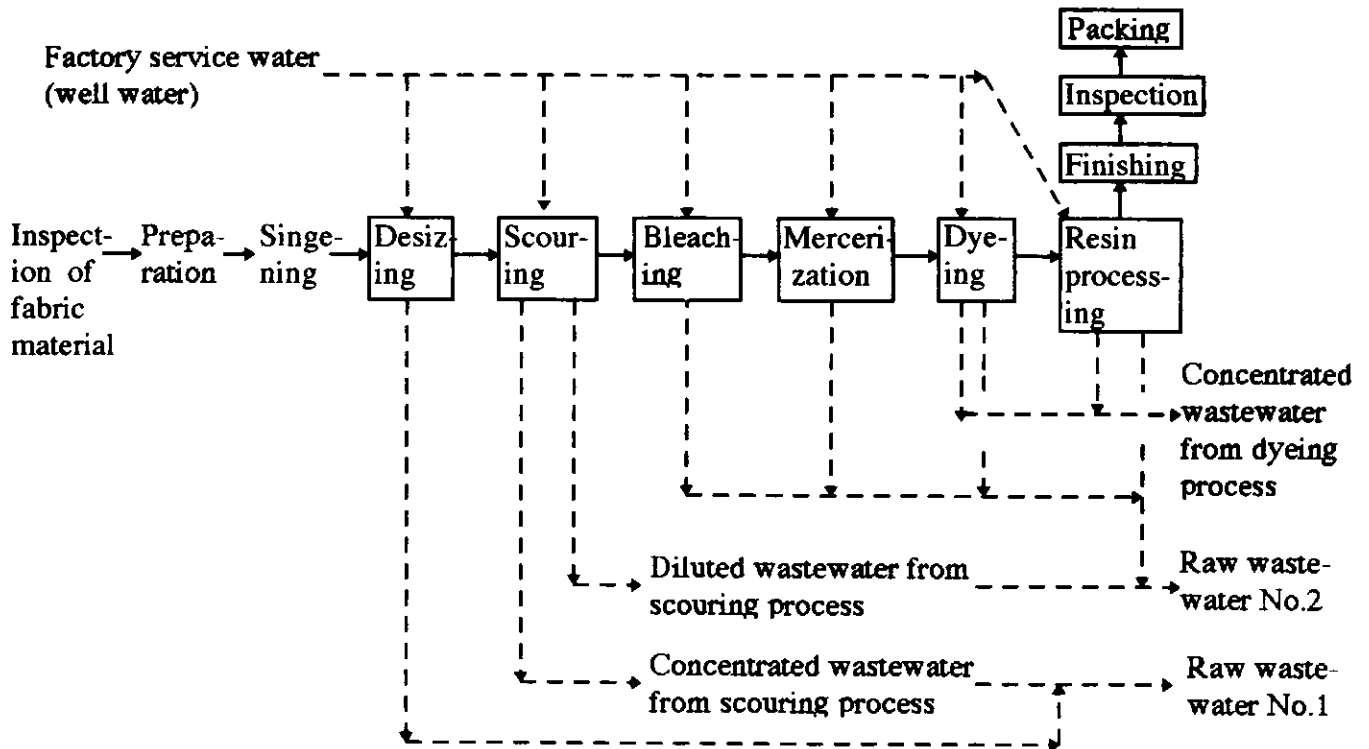 Packing
Factory service water
(well water)
Inspection
Finishing
Inspect-
ion of
fabric
material
Prepa-
ration
Singe-
ning
Desiz-
ing
Scour-
ing
Bleach-
ing
Merceri-
zation
Dye-
ing
Resin
process-
ing
Concentrated
wastewater
from dyeing
process
Diluted wastewater from
scouring process
Raw waste-
water No.2
Concentrated wastewater
from scouring process
Raw waste-
water No.1